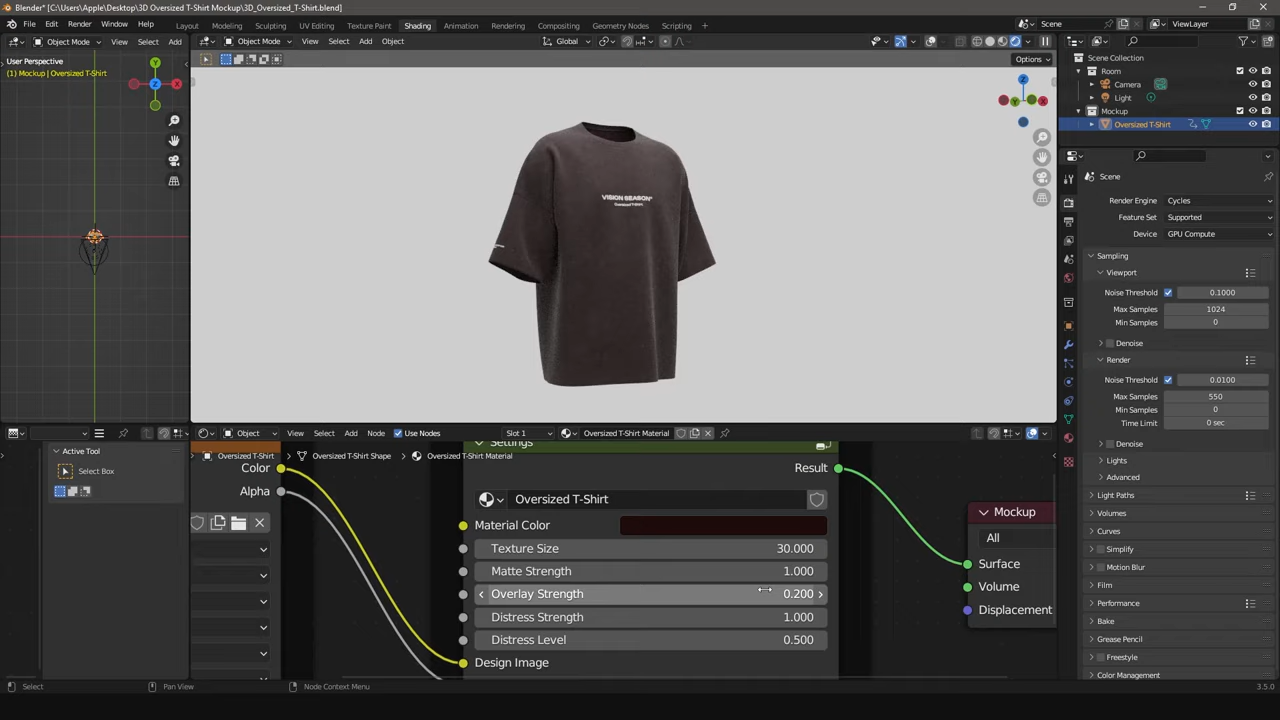 Blender* [C:\Users\Apple\Desktop\3D Oversized T-Shirt Mockup\3D_Oversized_T-Shirt.blend]
File Edit Render Window Help Layout Modeling Sculpting UV Editing Texture Paint Shading Animation Rendering Compositing Geometry Nodes Scripting + Scene ViewLayer
Object Mode View Select Add
Object Mode View Select Add Object Global
Options
User Perspective
(1) Mockup | Oversized T-Shirt
Y
X
Z
Z
Y
X
VISION SEASON
Oversized T-Shirt
Scene Collection
Room
Camera
Light
Mockup
Oversized T-Shirt
Scene
Render Engine Cycles
Feature Set Supported
Device GPU Compute
Sampling
Viewport
Noise Threshold 0.1000
Max Samples 1024
Min Samples 0
Denoise
Render
Noise Threshold 0.0100
Max Samples 550
Min Samples 0
Time Limit 0 sec
Denoise
Lights
Advanced
Light Paths
Volumes
Curves
Simplify
Motion Blur
Film
Performance
Bake
Grease Pencil
Freestyle
Color Management
Object View Select Add Node Use Nodes Slot 1 Oversized T-Shirt Material
Active Tool
Select Box
Oversized T-Shirt Oversized T-Shirt Shape Oversized T-Shirt Material
Color
Alpha
Settings
Result
Oversized T-Shirt
Material Color
Texture Size 30.000
Matte Strength 1.000
Overlay Strength 0.200
Distress Strength 1.000
Distress Level 0.500
Design Image
Mockup
All
Surface
Volume
Displacement
Select Pan View Node Context Menu 3.5.0